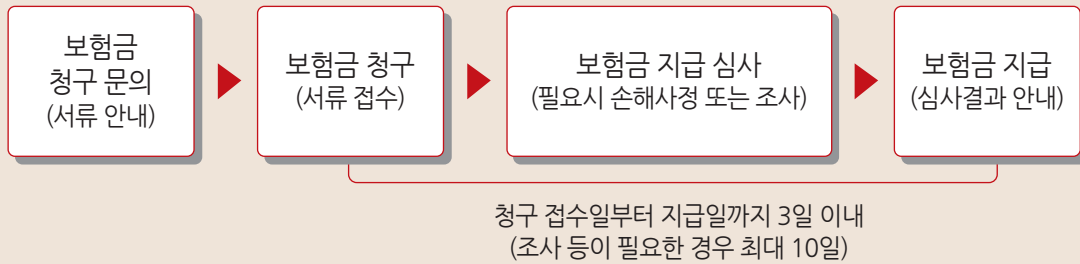 보험금
청구 문의
(서류 안내)
보험금 청구
(서류 접수)
보험금 지급 심사
(필요시 손해사정 또는 조사)
보험금 지급
(심사결과 안내)
청구 접수일부터 지급일까지 3일 이내
(조사 등이 필요한 경우 최대 10일)